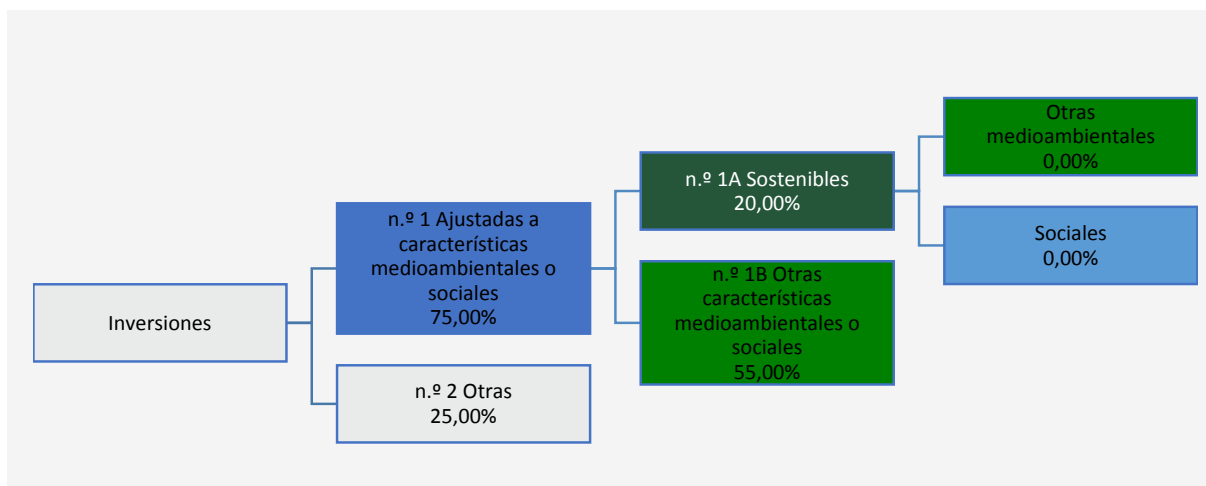 Inversiones
n.º 1 Ajustadas a
características
medioambientales o
sociales
75,00%
n.º 2 Otras
25,00%
n.º 1A Sostenibles
20,00%
n.º 1B Otras
características
medioambientales o
sociales
55,00%
Otras
medioambientales
0,00%
Sociales
0,00%